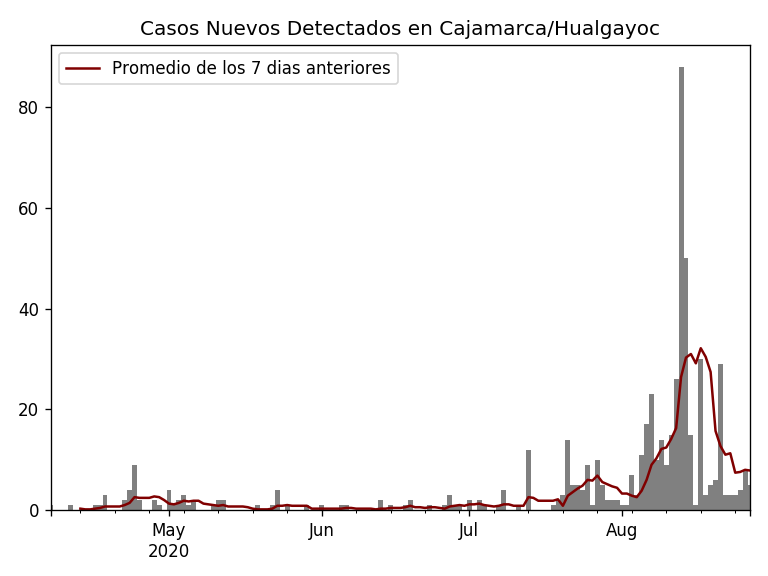 Casos Nuevos Detectados en Cajamarca/Hualgayoc
Promedio de los 7 dias anteriores
80
60
40
20
0
May Jun Jul Aug
2020